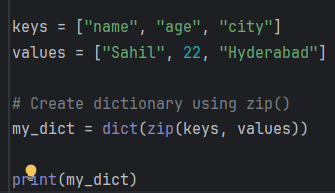 keys = ["name", "age", "city"]
values = ["Sahil", 22, "Hyderabad"]
# Create dictionary using zip()
my_dict = dict(zip(keys, values))
print(my_dict)